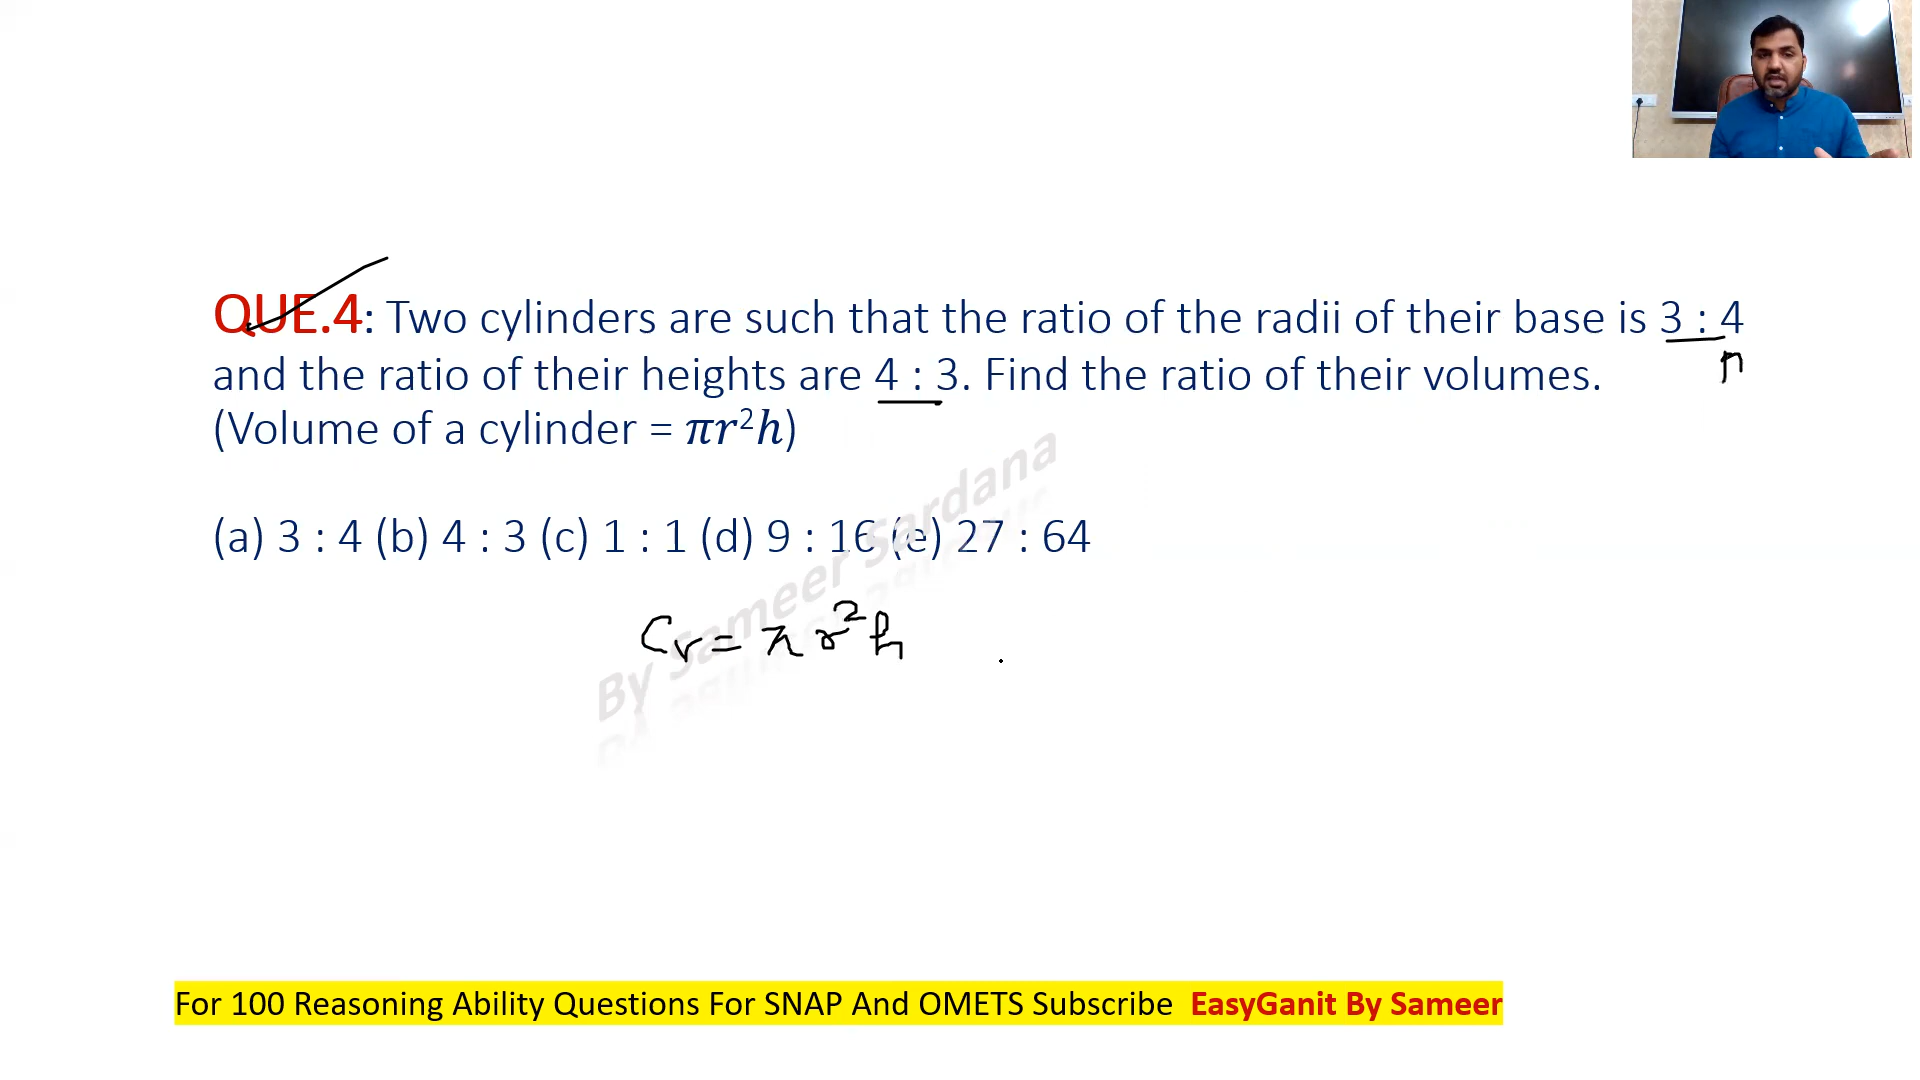 QUE.4: Two cylinders are such that the ratio of the radii of their base is 3 : 4
r
and the ratio of their heights are 4 : 3. Find the ratio of their volumes.
(Volume of a cylinder = πr²h)
(a) 3 : 4 (b) 4 : 3 (c) 1 : 1 (d) 9 : 16 (e) 27 : 64
By Sameer Sardana
Cv = πr²h
For 100 Reasoning Ability Questions For SNAP And OMETS Subscribe EasyGanit By Sameer